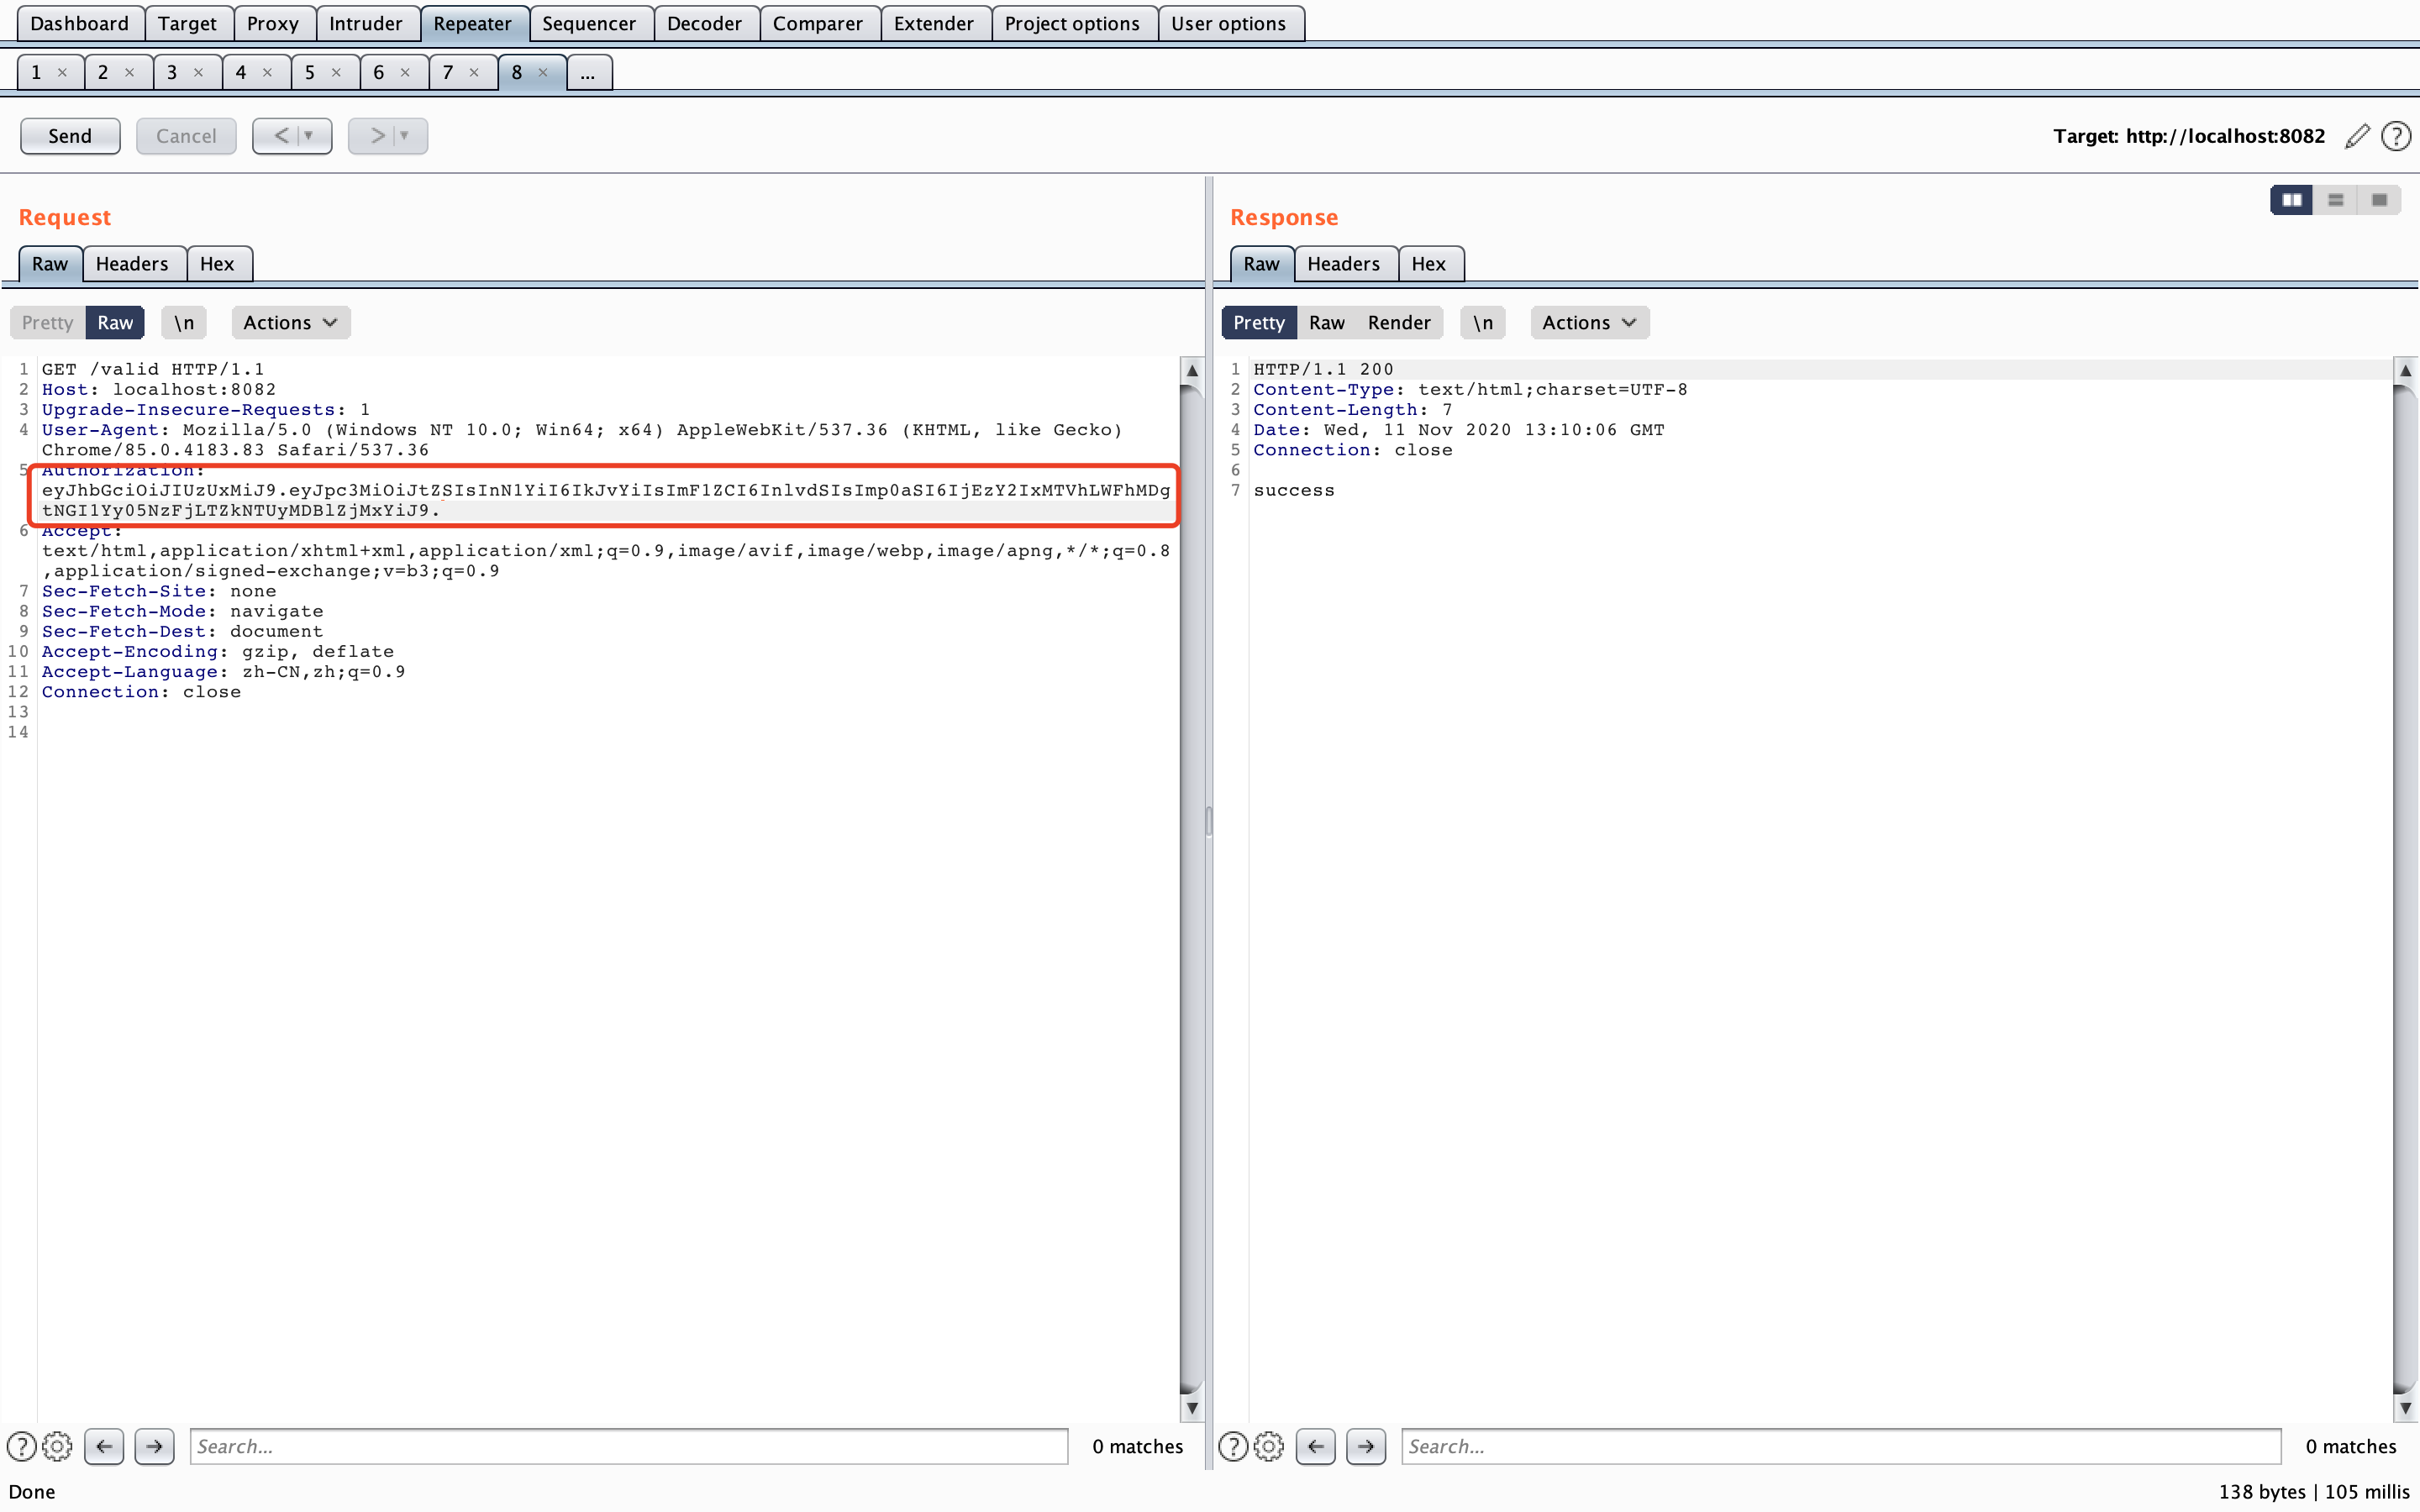 Dashboard Target Proxy Intruder Repeater Sequencer Decoder Comparer Extender Project options User options
1 × 2 × 3 × 4 × 5 × 6 × 7 × 8 × ...
Send Cancel < ▼ > ▼ Target: http://localhost:8082 ?
Request
Raw Headers Hex
Pretty Raw \n Actions
1 GET /valid HTTP/1.1
2 Host: localhost:8082
3 Upgrade-Insecure-Requests: 1
4 User-Agent: Mozilla/5.0 (Windows NT 10.0; Win64; x64) AppleWebKit/537.36 (KHTML, like Gecko)
Chrome/85.0.4183.83 Safari/537.36
5 Authorization:
eyJhbGciOiJIUzUxMiJ9.eyJpc3MiOiJtZSIsInN1YiI6IkJvYiIsImF1ZCI6InlvdSIsImp0aSI6IjEzY2IxMTVhLWFhMDg
tNGI1Yy05NzFjLTZkNTUyMDBlZjMxYiJ9.
6 Accept:
text/html,application/xhtml+xml,application/xml;q=0.9,image/avif,image/webp,image/apng,*/*;q=0.8
,application/signed-exchange;v=b3;q=0.9
7 Sec-Fetch-Site: none
8 Sec-Fetch-Mode: navigate
9 Sec-Fetch-Dest: document
10 Accept-Encoding: gzip, deflate
11 Accept-Language: zh-CN,zh;q=0.9
12 Connection: close
13
14
? Search... 0 matches
Response
Raw Headers Hex
Pretty Raw Render \n Actions
1 HTTP/1.1 200
2 Content-Type: text/html;charset=UTF-8
3 Content-Length: 7
4 Date: Wed, 11 Nov 2020 13:10:06 GMT
5 Connection: close
6
7 success
? Search... 0 matches
Done 138 bytes | 105 millis